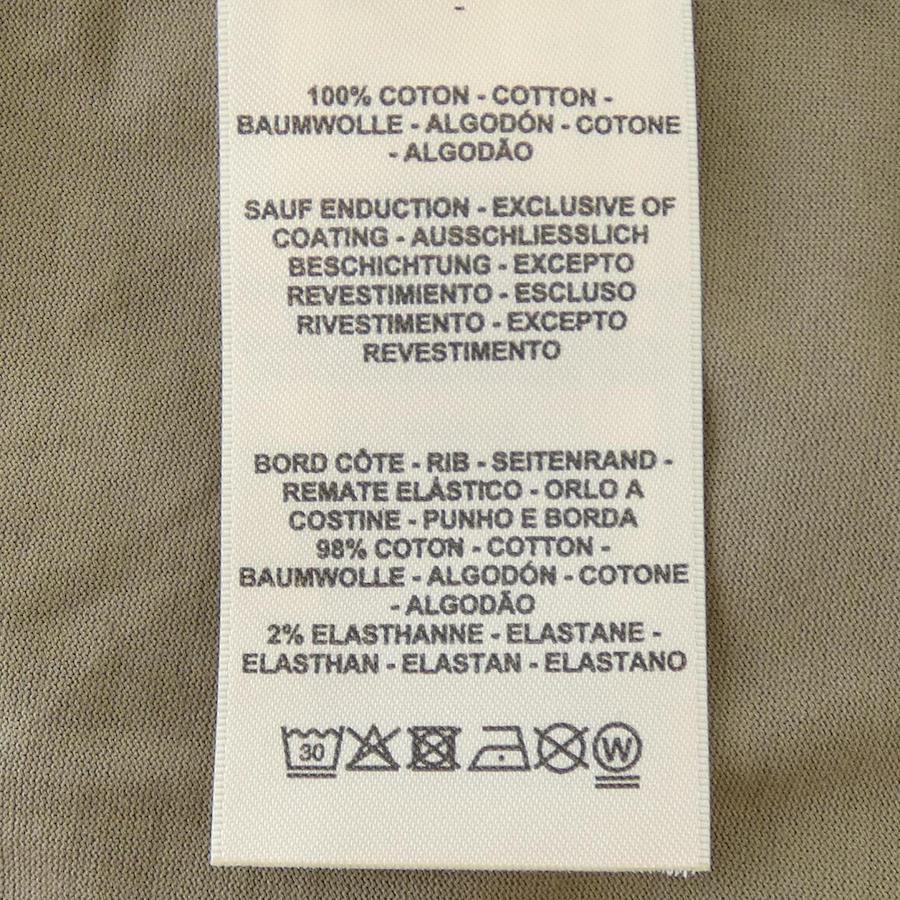 100% COTON - COTTON -
BAUMWOLLE - ALGODÓN - COTONE
- ALGODÃO
SAUF ENDUCTION - EXCLUSIVE OF
COATING - AUSSCHLIESSLICH
BESCHICHTUNG - EXCEPTO
REVESTIMIENTO - ESCLUSO
RIVESTIMENTO - EXCEPTO
REVESTIMENTO
BORD CÔTE - RIB - SEITENRAND -
REMATE ELÁSTICO - ORLO A
COSTINE - PUNHO E BORDA
98% COTON - COTTON -
BAUMWOLLE - ALGODÓN - COTONE
- ALGODÃO
2% ELASTHANNE - ELASTANE -
ELASTHAN - ELASTAN - ELASTANO
30 W